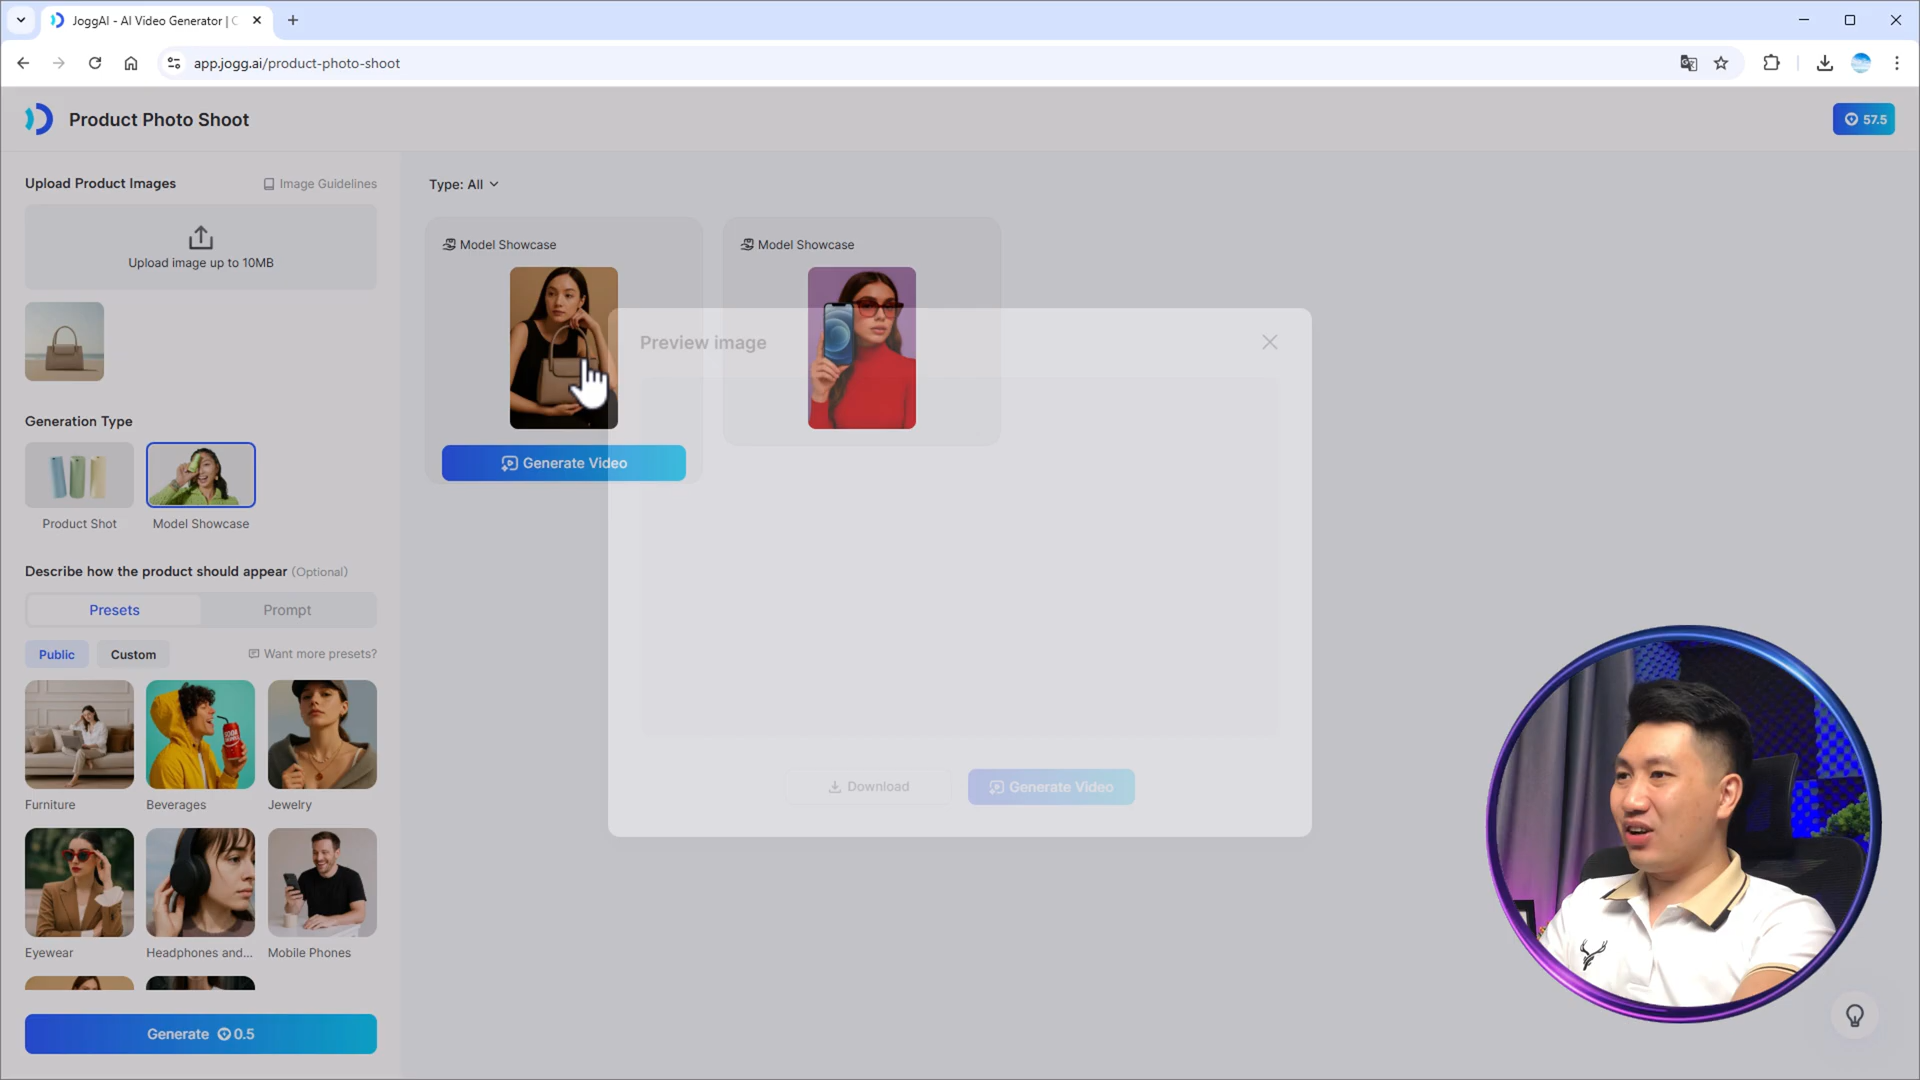 JoggAI - AI Video Generator |
app.jogg.ai/product-photo-shoot
Product Photo Shoot
57.5
Upload Product Images
Image Guidelines
Upload image up to 10MB
Type: All
Model Showcase
Model Showcase
Generate Video
Preview image
Download
Generate Video
Generation Type
Product Shot
Model Showcase
Describe how the product should appear (Optional)
Presets
Prompt
Public
Custom
Want more presets?
Furniture
Beverages
Jewelry
Eyewear
Headphones and...
Mobile Phones
Generate 0.5